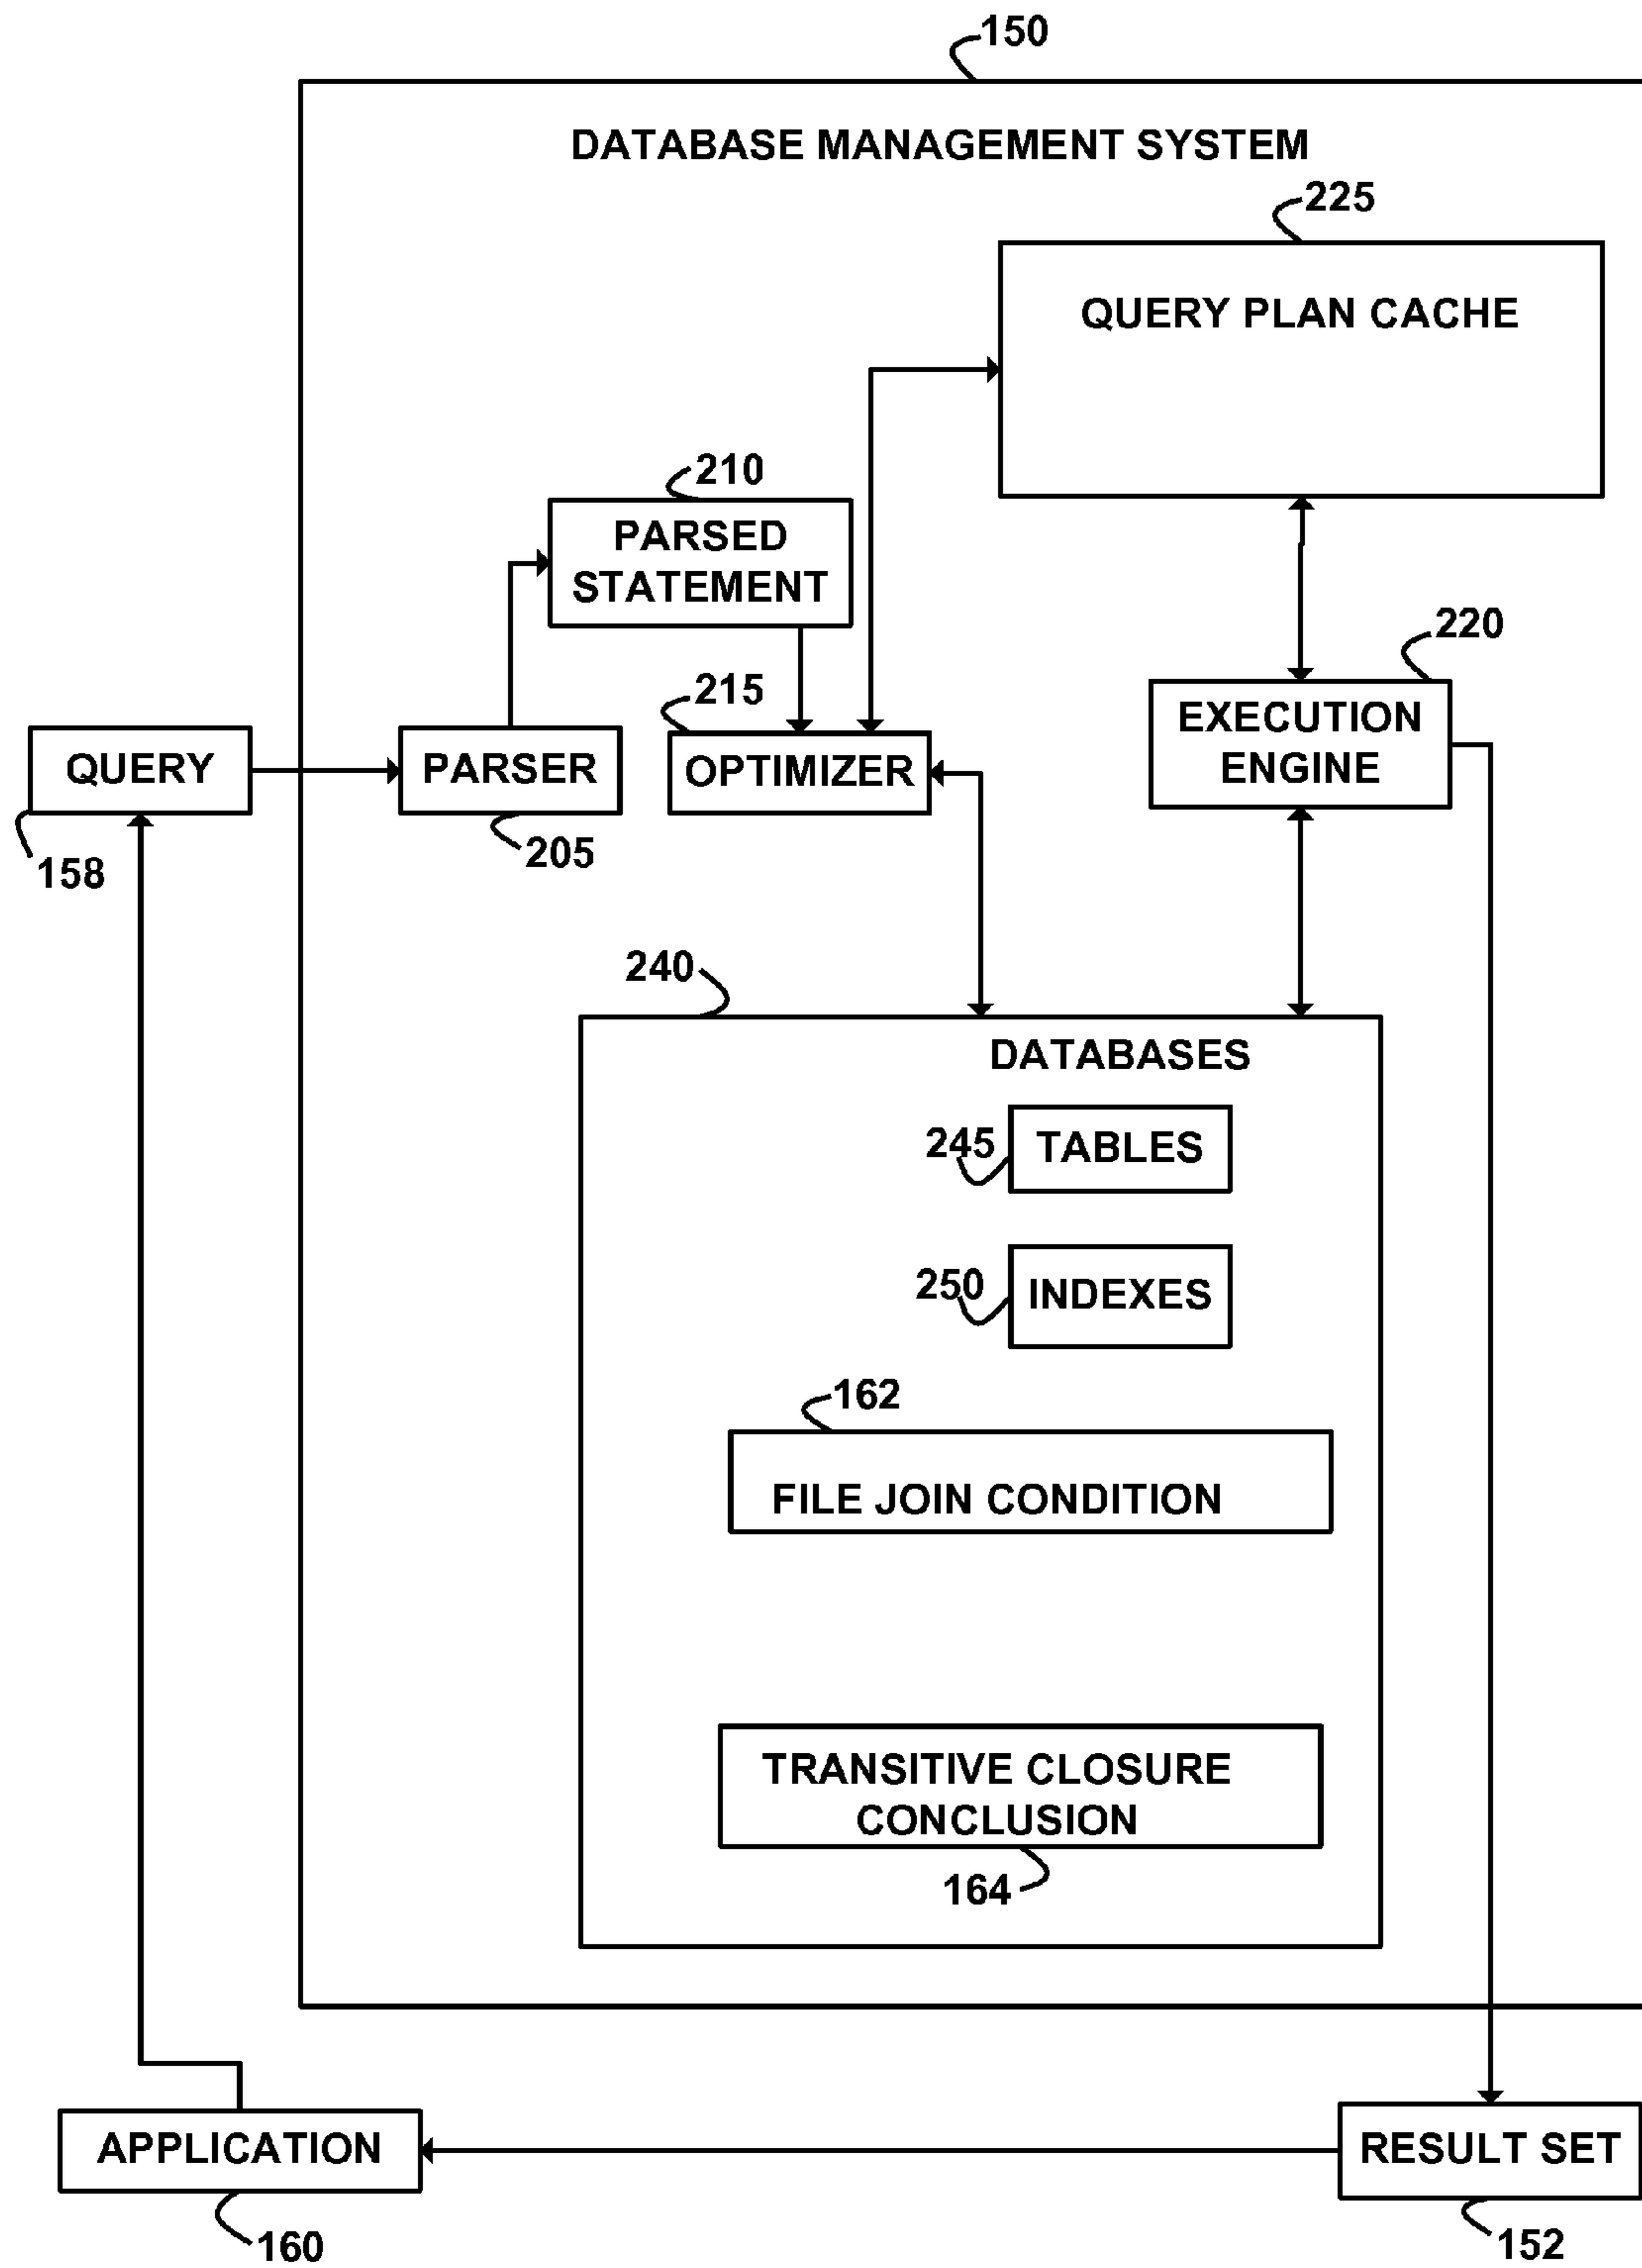 150
DATABASE MANAGEMENT SYSTEM
225
QUERY PLAN CACHE
210
PARSED
STATEMENT
220
215
EXECUTION
ENGINE
QUERY
PARSER
OPTIMIZER
158
205
240
DATABASES
245
TABLES
250
INDEXES
162
FILE JOIN CONDITION
TRANSITIVE CLOSURE
CONCLUSION
164
APPLICATION
RESULT SET
160
152